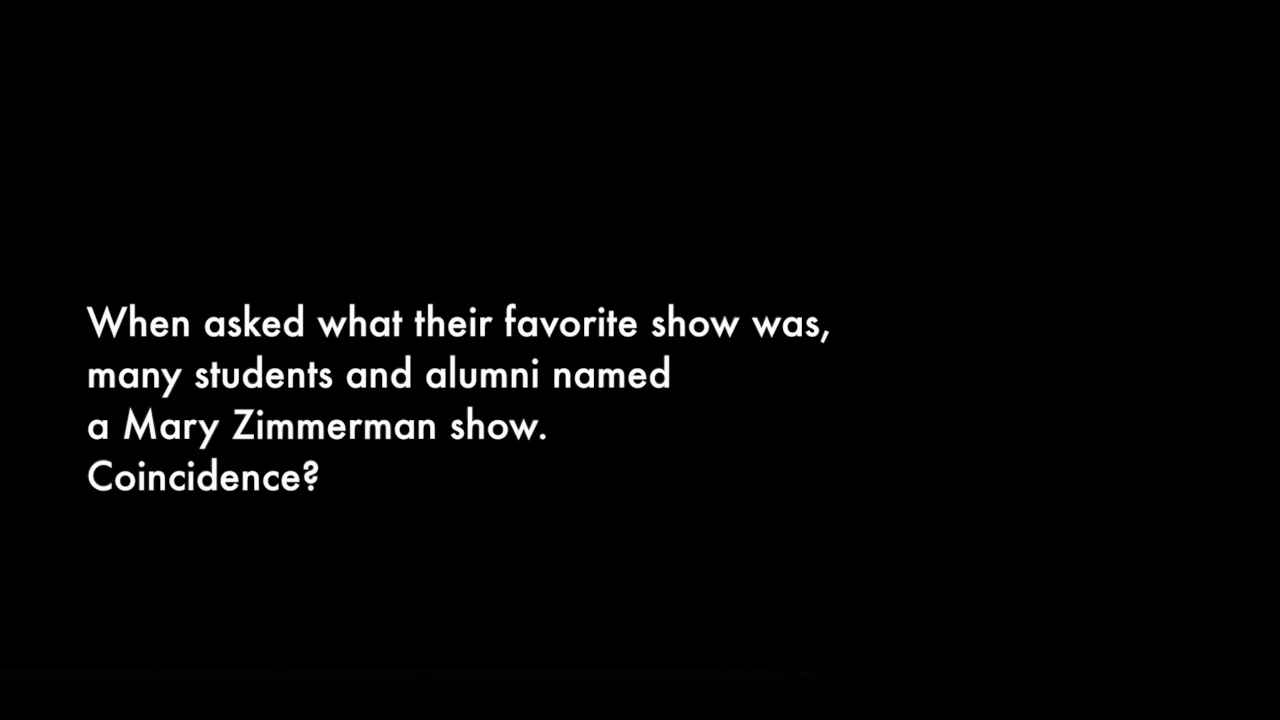 When asked what their favorite show was,
many students and alumni named
a Mary Zimmerman show.
Coincidence?